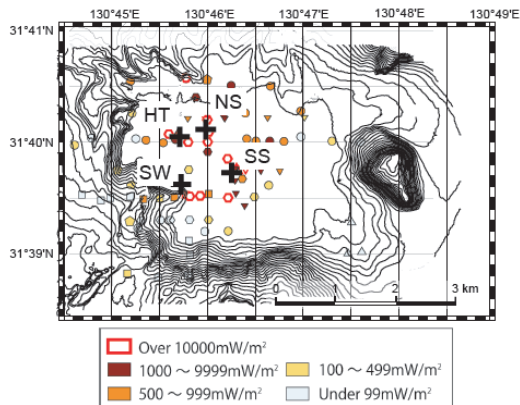 130°45'E 130°46'E 130°47'E 130°48'E 130°49'E
31°41'N
NS
HT
31°40'N
SS
SW
31°39'N
0 1 2 3 km
Over 10000mW/m²
1000 ～ 9999mW/m² 100 ～ 499mW/m²
500 ～ 999mW/m² Under 99mW/m²